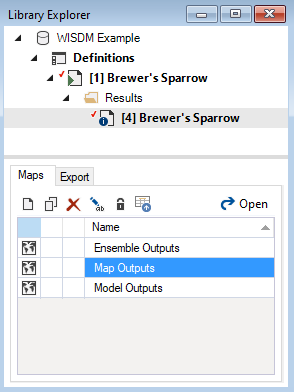 Library Explorer
WISDM Example
Definitions
[1] Brewer's Sparrow
Results
[4] Brewer's Sparrow
Maps Export
Open
Name
Ensemble Outputs
Map Outputs
Model Outputs